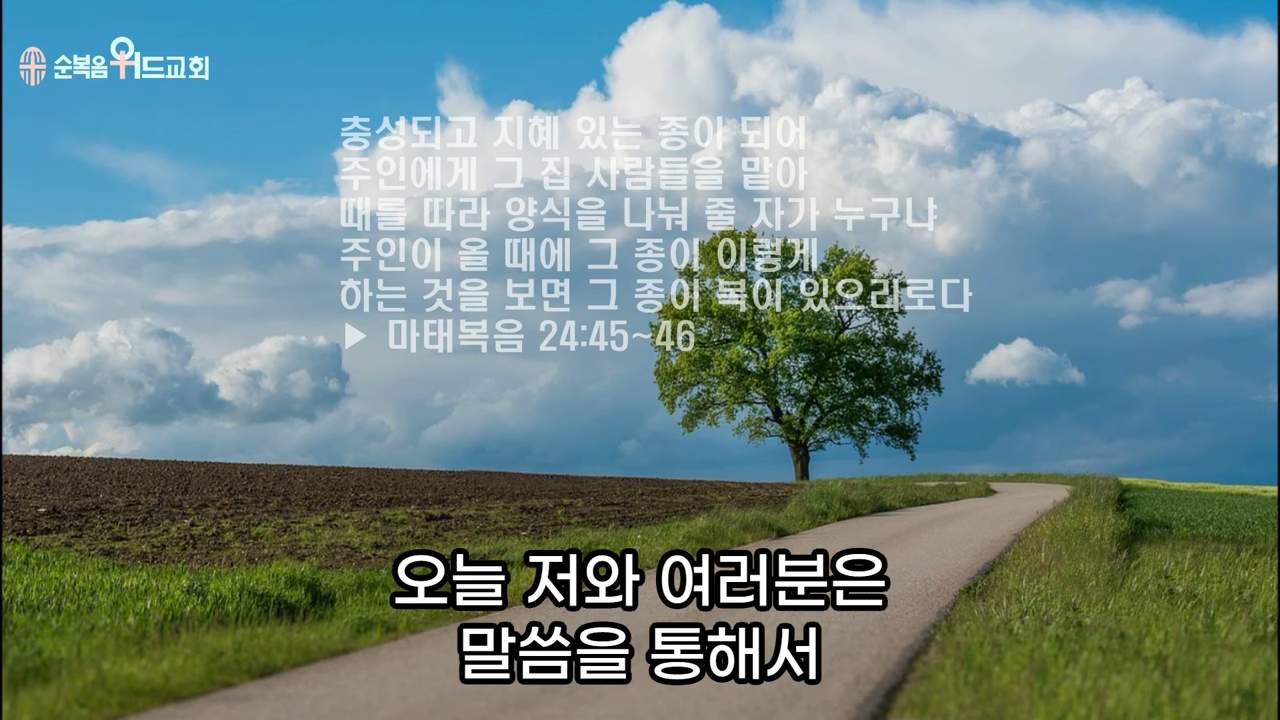 순복음워드교회
충성되고 지혜 있는 종이 되어
주인에게 그 집 사람들을 맡아
때를 따라 양식을 나눠 줄 자가 누구냐
주인이 올 때에 그 종이 이렇게
하는 것을 보면 그 종이 복이 있으리로다
▶ 마태복음 24:45~46
오늘 저와 여러분은
말씀을 통해서